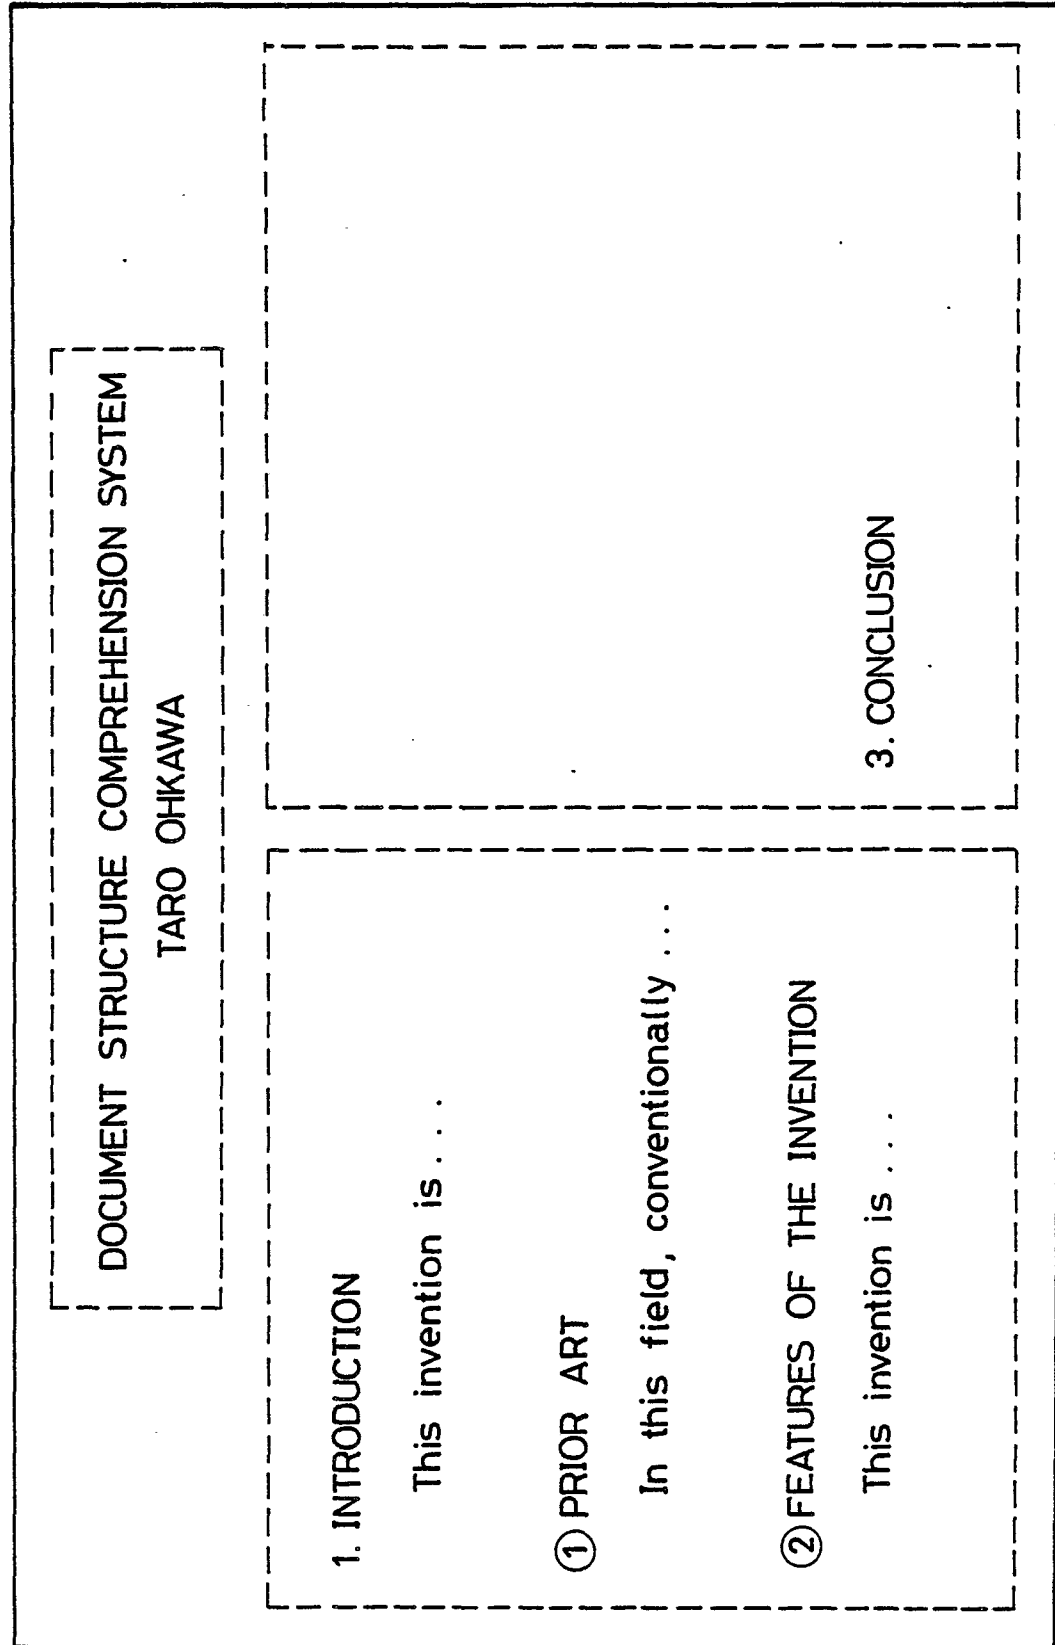 DOCUMENT STRUCTURE COMPREHENSION SYSTEM
TARO OHKAWA
1. INTRODUCTION
This invention is . . .
① PRIOR ART
In this field, conventionally . . .
② FEATURES OF THE INVENTION
This invention is . . .
3. CONCLUSION